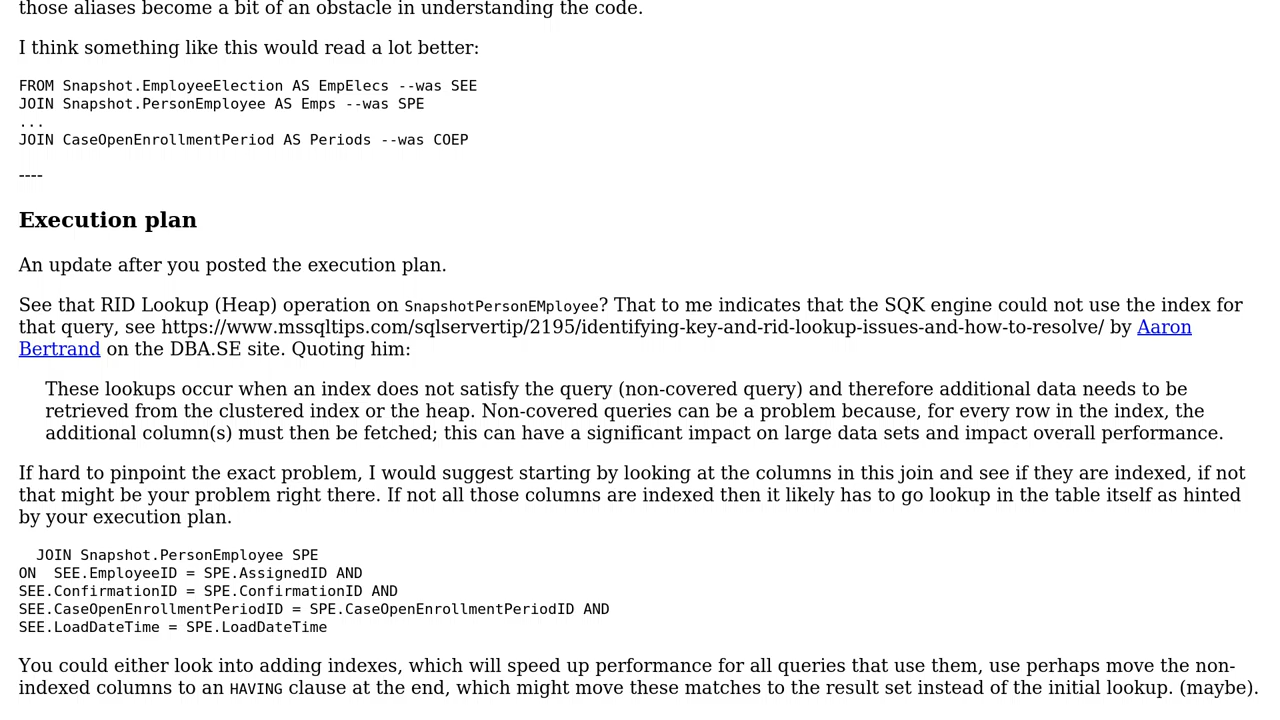 those aliases become a bit of an obstacle in understanding the code.
I think something like this would read a lot better:
FROM Snapshot.EmployeeElection AS EmpElecs --was SEE
JOIN Snapshot.PersonEmployee AS Emps --was SPE
...
JOIN CaseOpenEnrollmentPeriod AS Periods --was COEP
----
Execution plan
An update after you posted the execution plan.
See that RID Lookup (Heap) operation on SnapshotPersonEMployee? That to me indicates that the SQK engine could not use the index for
that query, see https://www.mssqltips.com/sqlservertip/2195/identifying-key-and-rid-lookup-issues-and-how-to-resolve/ by Aaron
Bertrand on the DBA.SE site. Quoting him:
These lookups occur when an index does not satisfy the query (non-covered query) and therefore additional data needs to be
retrieved from the clustered index or the heap. Non-covered queries can be a problem because, for every row in the index, the
additional column(s) must then be fetched; this can have a significant impact on large data sets and impact overall performance.
If hard to pinpoint the exact problem, I would suggest starting by looking at the columns in this join and see if they are indexed, if not
that might be your problem right there. If not all those columns are indexed then it likely has to go lookup in the table itself as hinted
by your execution plan.
JOIN Snapshot.PersonEmployee SPE
ON  SEE.EmployeeID = SPE.AssignedID AND
SEE.ConfirmationID = SPE.ConfirmationID AND
SEE.CaseOpenEnrollmentPeriodID = SPE.CaseOpenEnrollmentPeriodID AND
SEE.LoadDateTime = SPE.LoadDateTime
You could either look into adding indexes, which will speed up performance for all queries that use them, use perhaps move the non-
indexed columns to an HAVING clause at the end, which might move these matches to the result set instead of the initial lookup. (maybe).